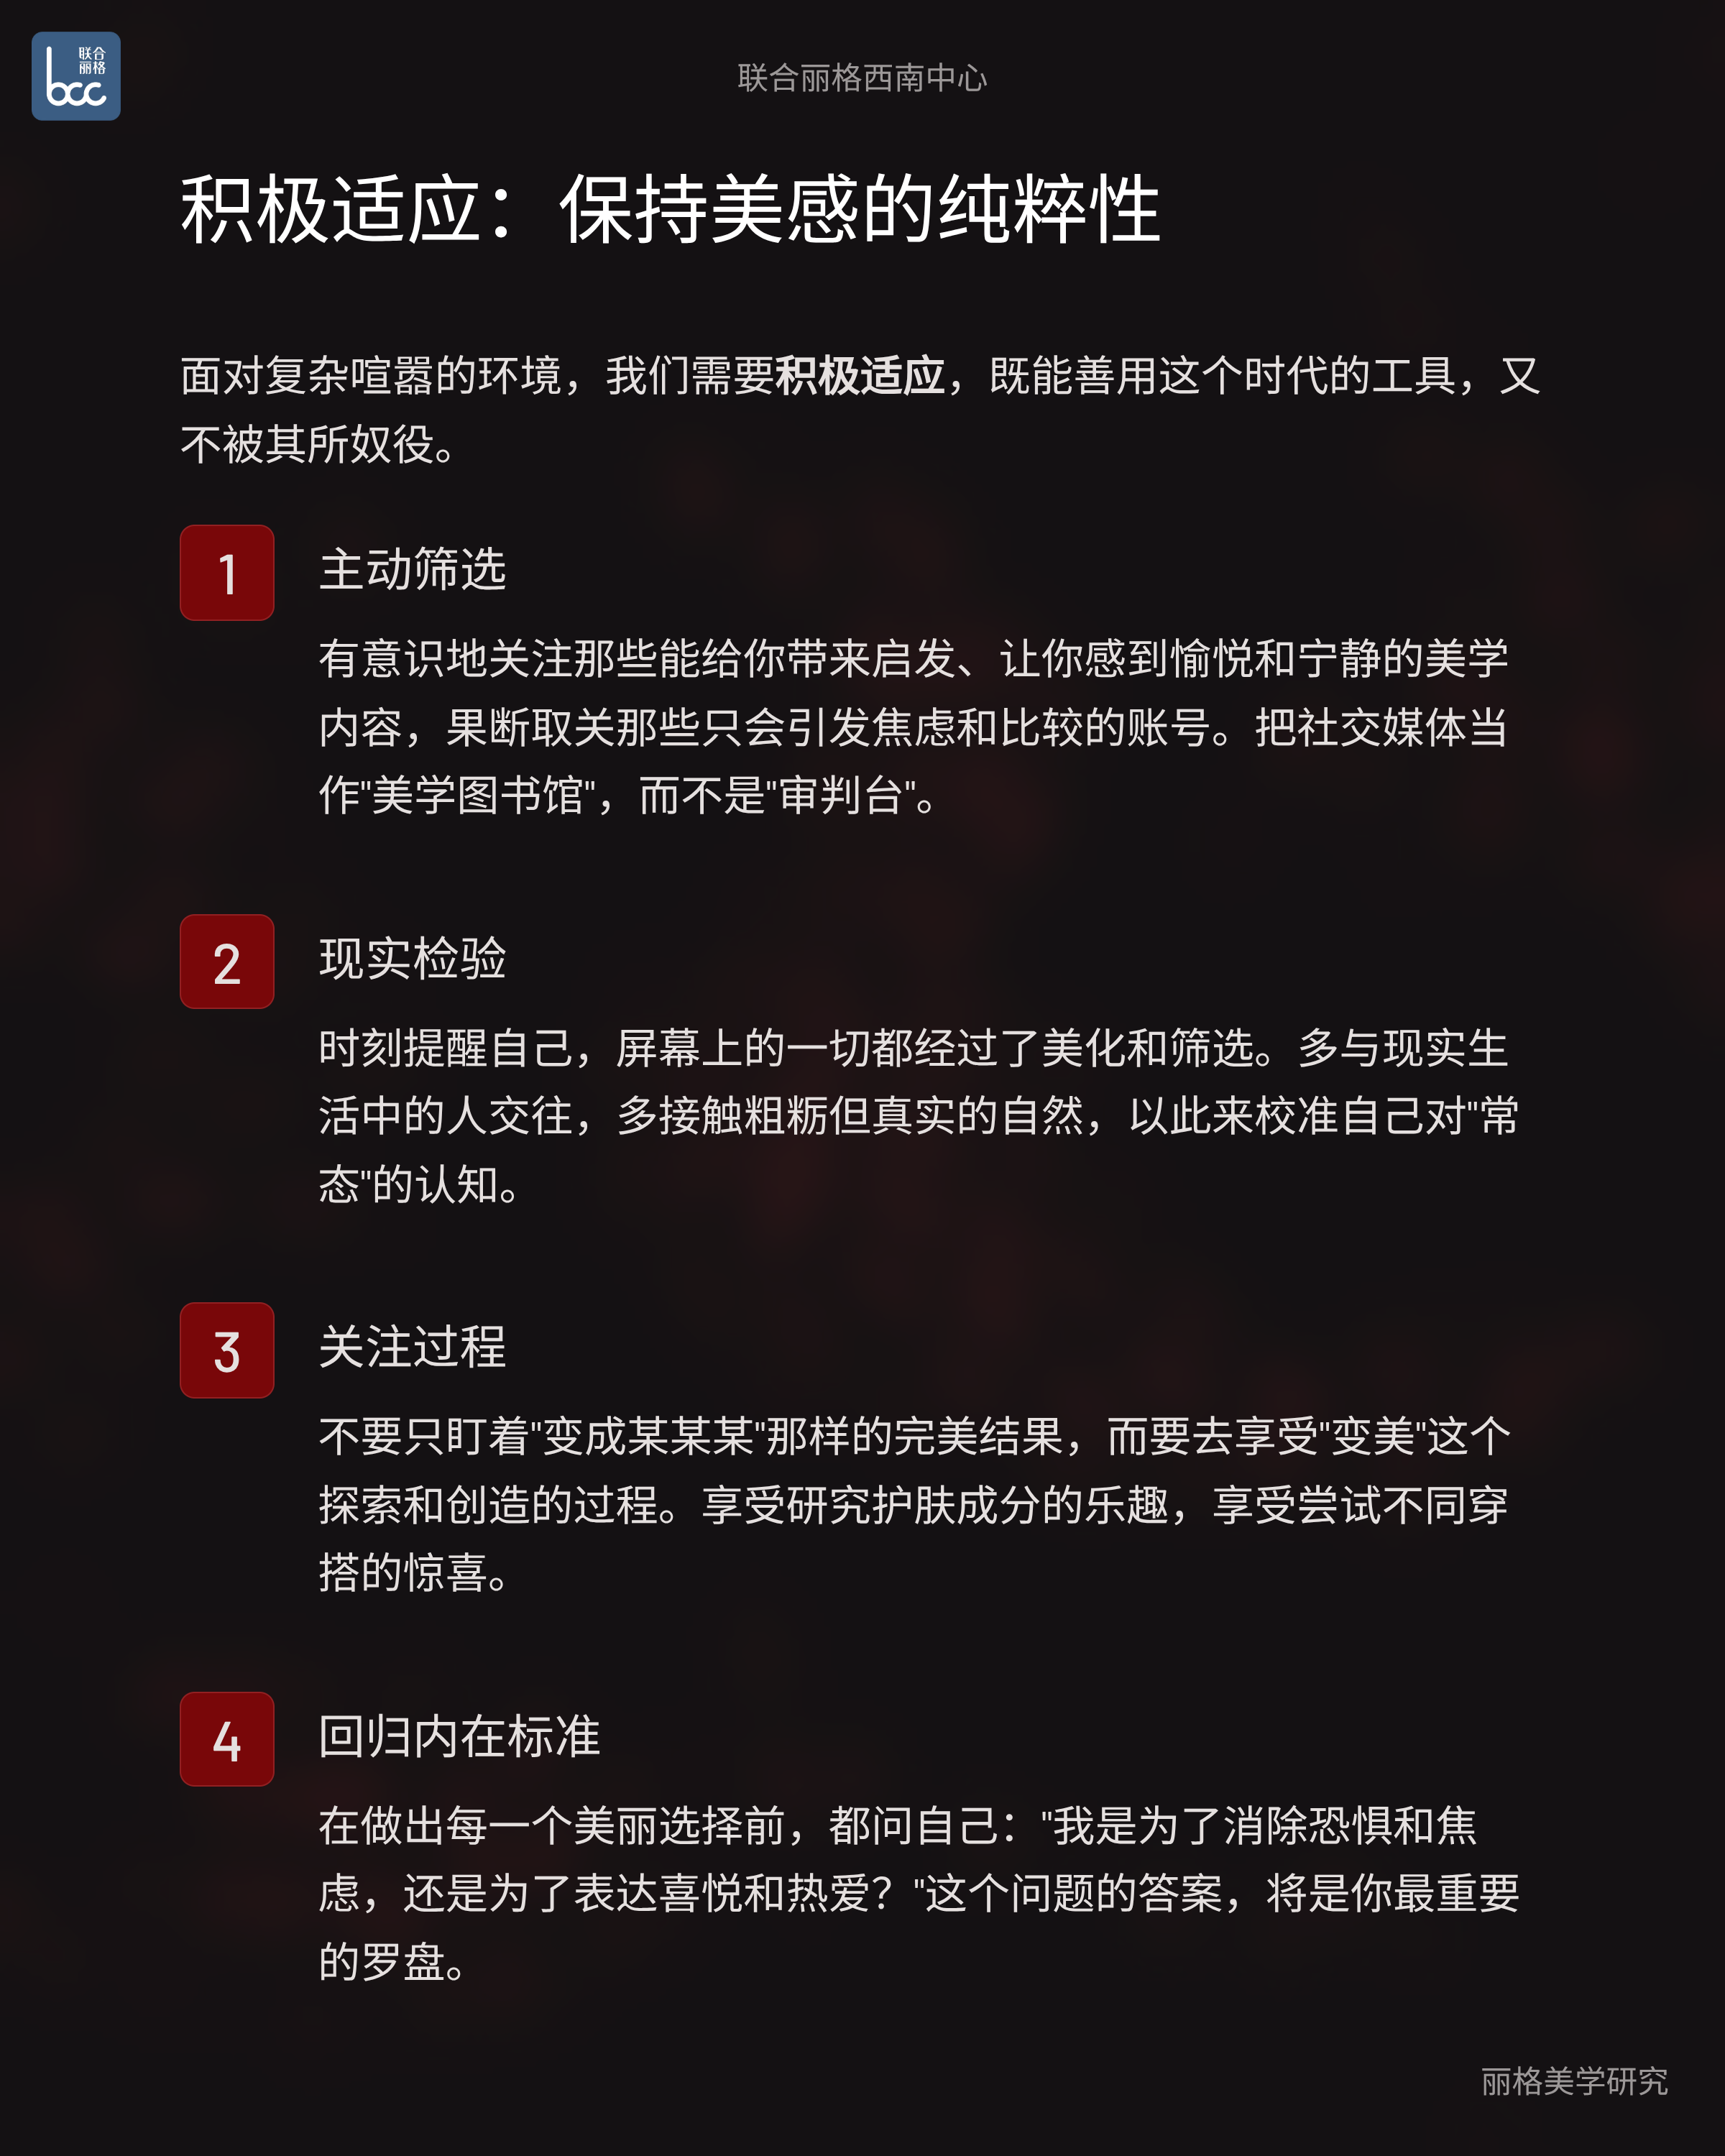 联合
丽格
bcc
联合丽格西南中心
积极适应：保持美感的纯粹性
面对复杂喧嚣的环境，我们需要积极适应，既能善用这个时代的工具，又
不被其所奴役。
1
主动筛选
有意识地关注那些能给你带来启发、让你感到愉悦和宁静的美学
内容，果断取关那些只会引发焦虑和比较的账号。把社交媒体当
作"美学图书馆"，而不是"审判台"。
2
现实检验
时刻提醒自己，屏幕上的一切都经过了美化和筛选。多与现实生
活中的人交往，多接触粗粝但真实的自然，以此来校准自己对"常
态"的认知。
3
关注过程
不要只盯着"变成某某某"那样的完美结果，而要去享受"变美"这个
探索和创造的过程。享受研究护肤成分的乐趣，享受尝试不同穿
搭的惊喜。
4
回归内在标准
在做出每一个美丽选择前，都问自己："我是为了消除恐惧和焦
虑，还是为了表达喜悦和热爱？"这个问题的答案，将是你最重要
的罗盘。
丽格美学研究